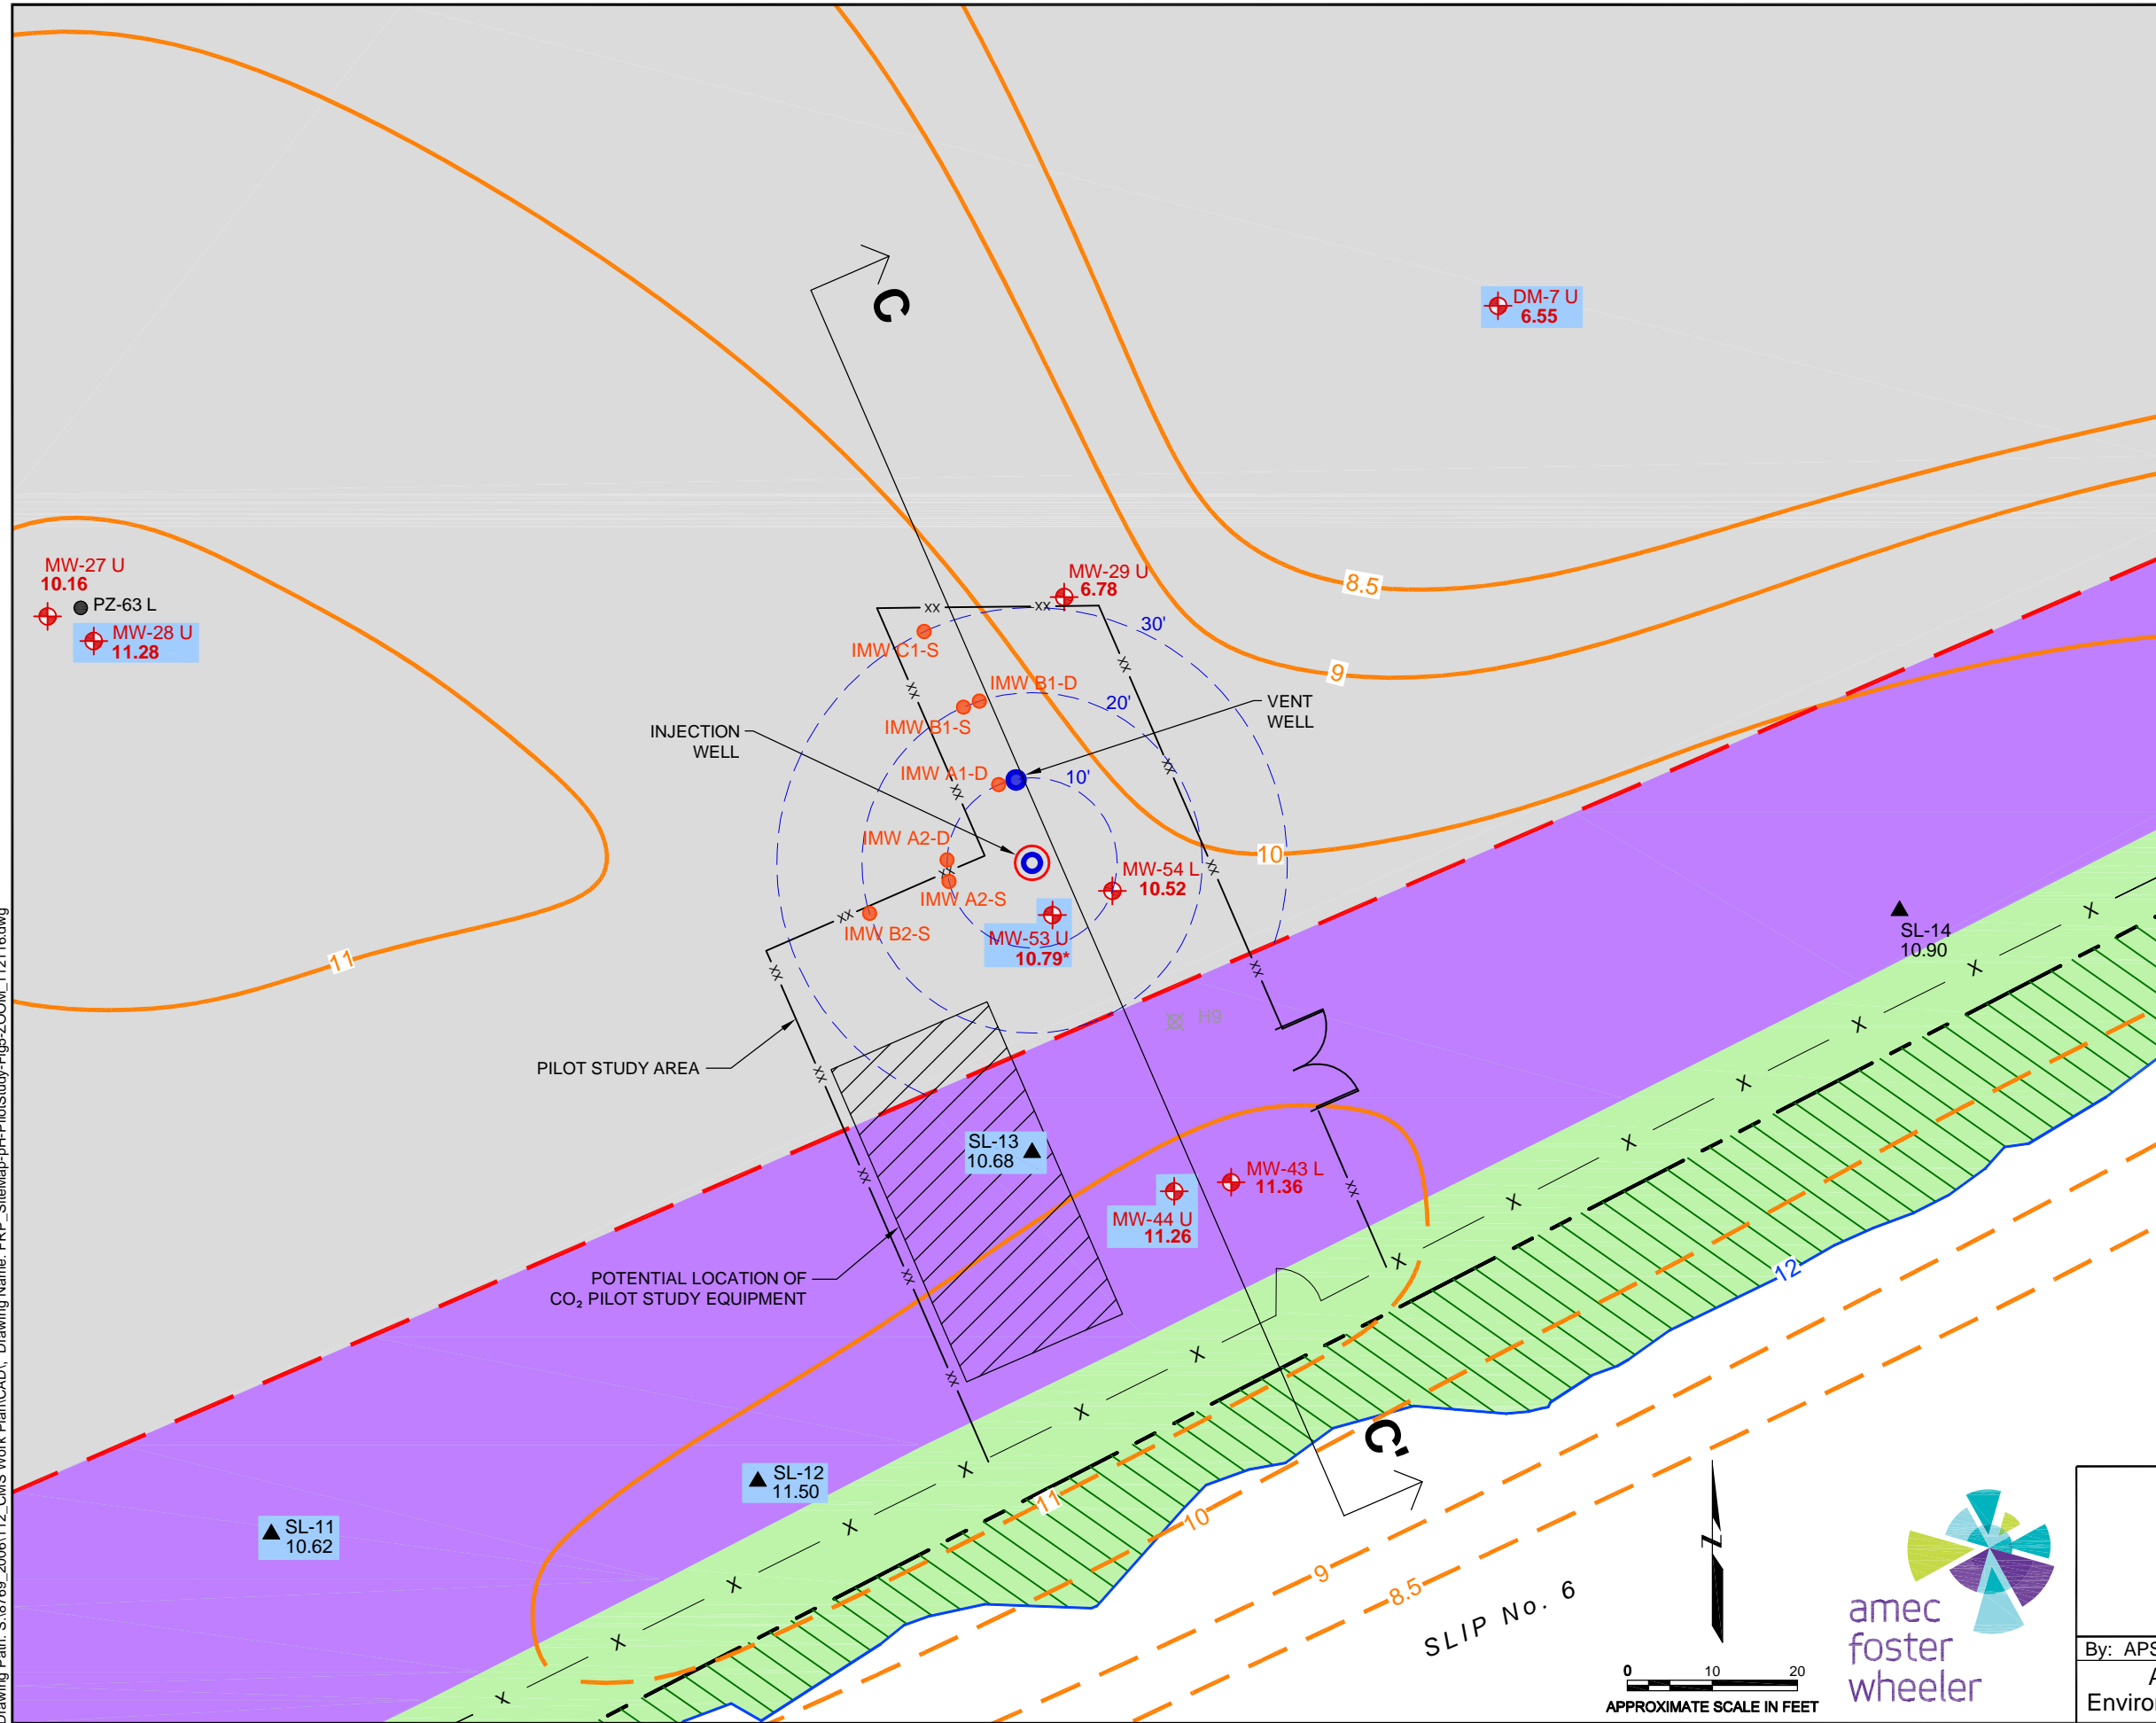 C
DM-7 U
6.55
8.5
MW-27 U
10.16
PZ-63 L
MW-28 U
11.28
MW-29 U
6.78
30'
9
IMW C1-S
IMW B1-D
20'
IMW B1-S
VENT
WELL
INJECTION
WELL
IMW A1-D
10'
IMW A2-D
10
MW-54 L
10.52
IMW A2-S
IMW B2-S
MW-53 U
10.79*
11
SL-14
10.90
H9
PILOT STUDY AREA
SL-13
10.68
MW-43 L
11.36
MW-44 U
11.26
POTENTIAL LOCATION OF
CO₂ PILOT STUDY EQUIPMENT
12
C'
SL-12
11.50
11
10
SL-11
10.62
9
8.5
SLIP No. 6
Z
0 10 20
APPROXIMATE SCALE IN FEET
amec
foster
wheeler
By: APS
A
Enviro